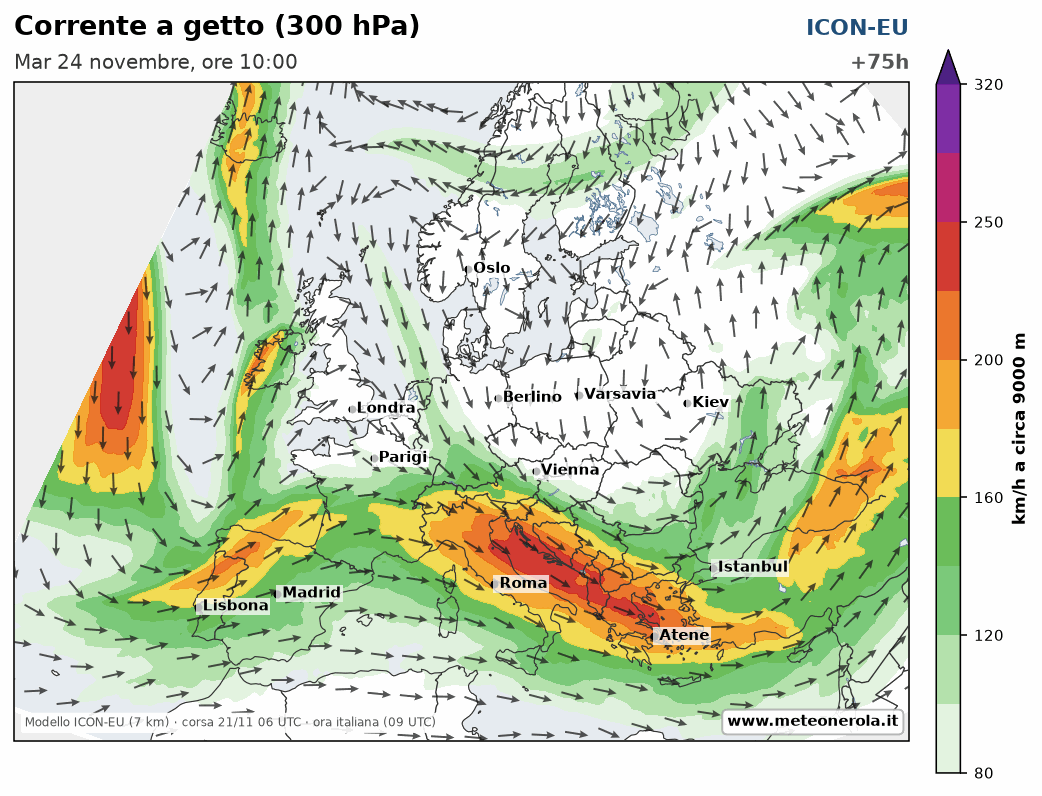 Corrente a getto (300 hPa)
ICON-EU
Mar 24 novembre, ore 10:00
+75h
320
250
200
160
120
80
km/h a circa 9000 m
Oslo
Londra
Berlino
Varsavia
Kiev
Parigi
Vienna
Istanbul
Roma
Madrid
Lisbona
Atene
Modello ICON-EU (7 km) · corsa 21/11 06 UTC · ora italiana (09 UTC)
www.meteonerola.it